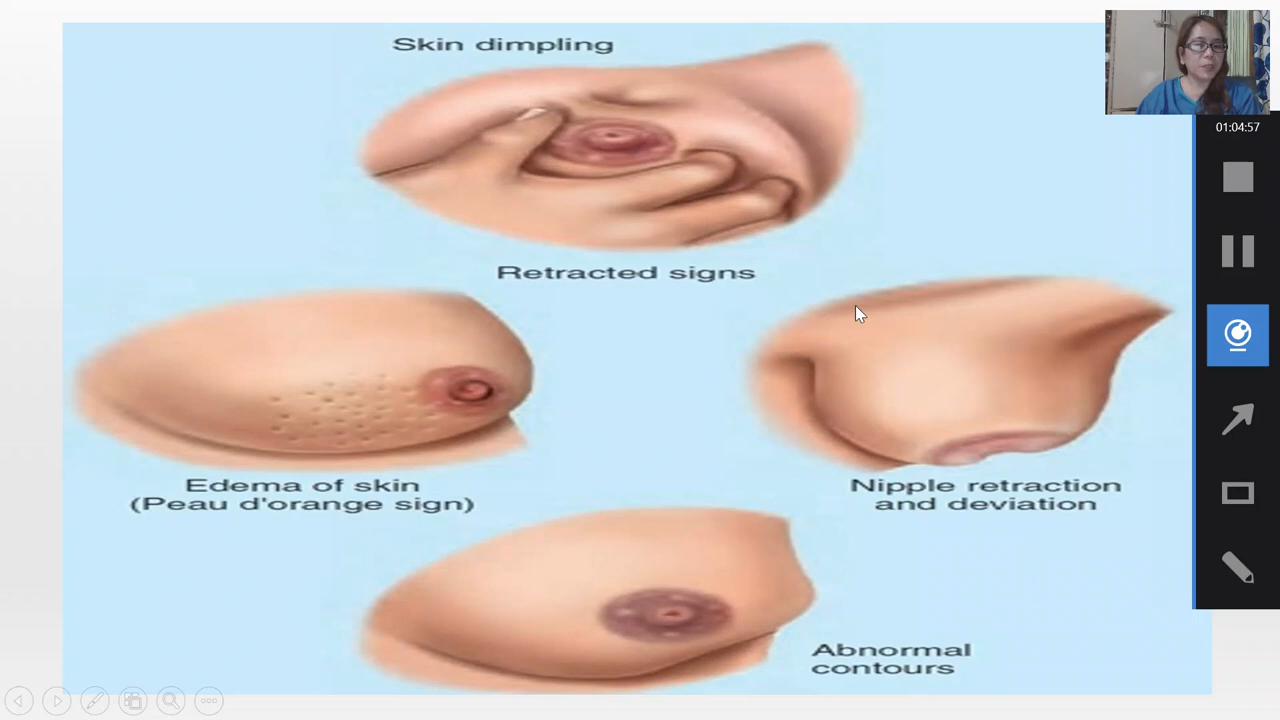 Skin dimpling
01:04:57
Retracted signs
Edema of skin
(Peau d'orange sign)
Nipple retraction
and deviation
Abnormal
contours